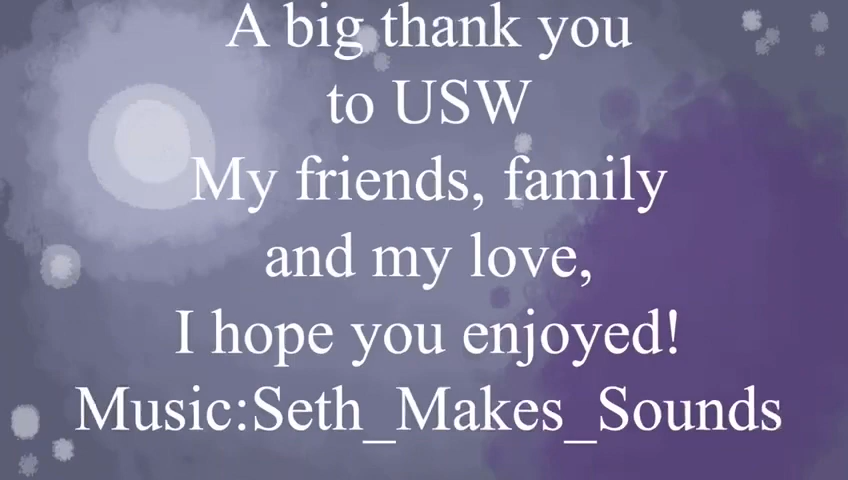 A big thank you
to USW
My friends, family
and my love,
I hope you enjoyed!
Music:Seth_Makes_Sounds